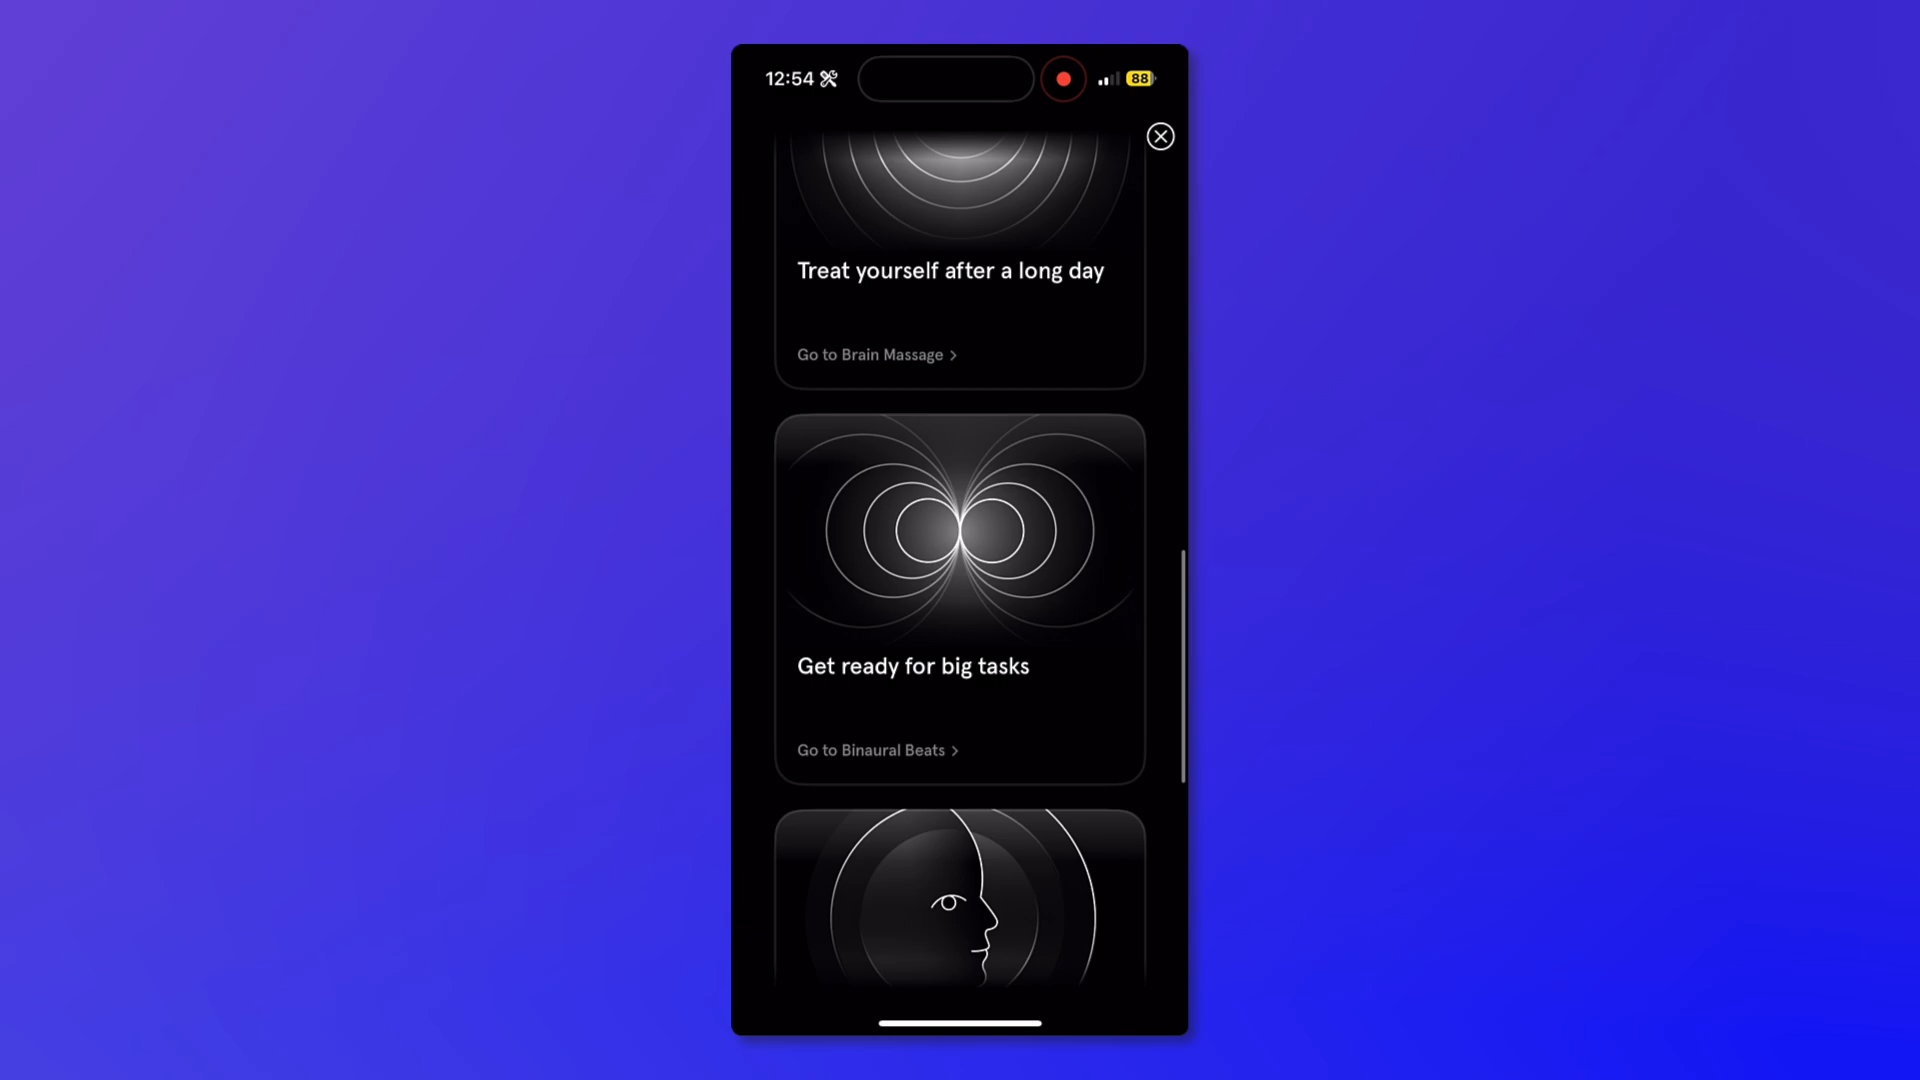 12:54
88
Treat yourself after a long day
Go to Brain Massage
Get ready for big tasks
Go to Binaural Beats